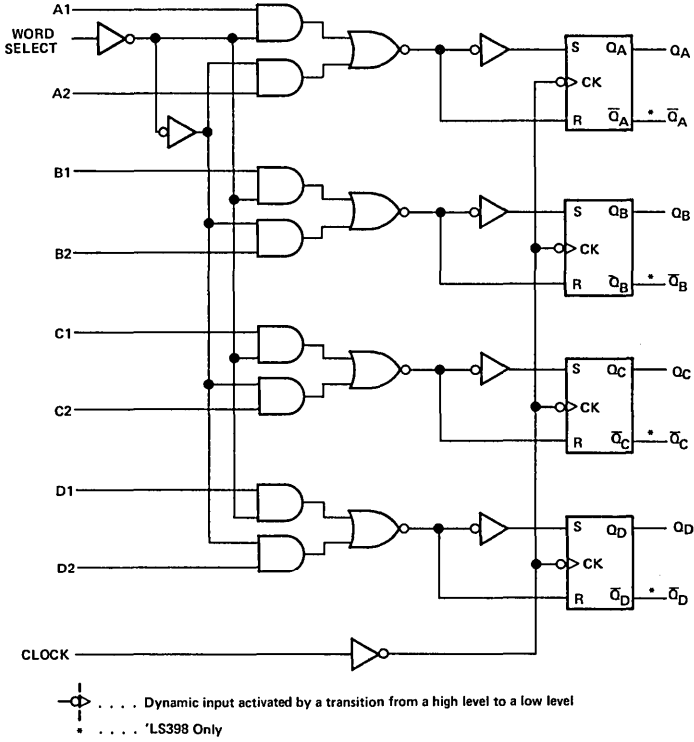 A1
WORD
SELECT
A2
S QA QA
CK
R Q̅A * Q̅A
B1
B2
S QB QB
CK
R Q̅B * Q̅B
C1
C2
S QC QC
CK
R Q̅C * Q̅C
D1
D2
S QD QD
CK
R Q̅D * Q̅D
CLOCK
. . . . Dynamic input activated by a transition from a high level to a low level
* . . . . 'LS398 Only